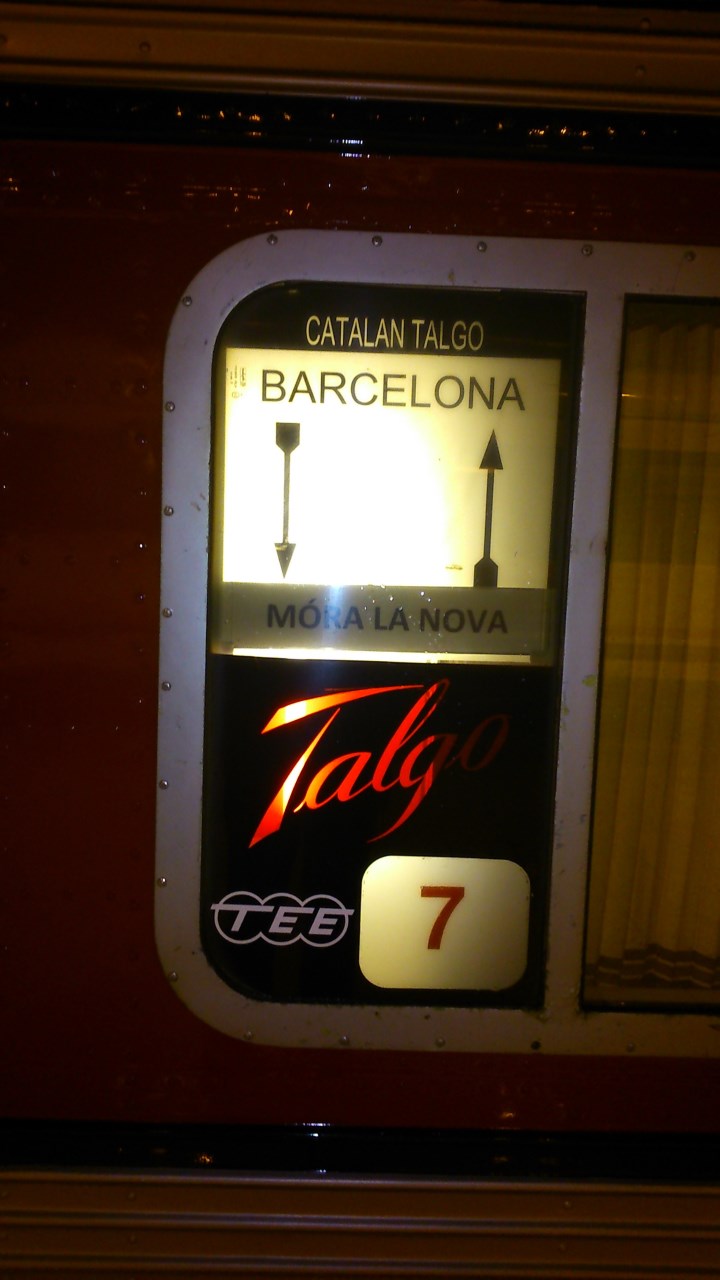 CATALAN TALGO
BARCELONA
MÓRA LA NOVA
Talgo
TEE
7